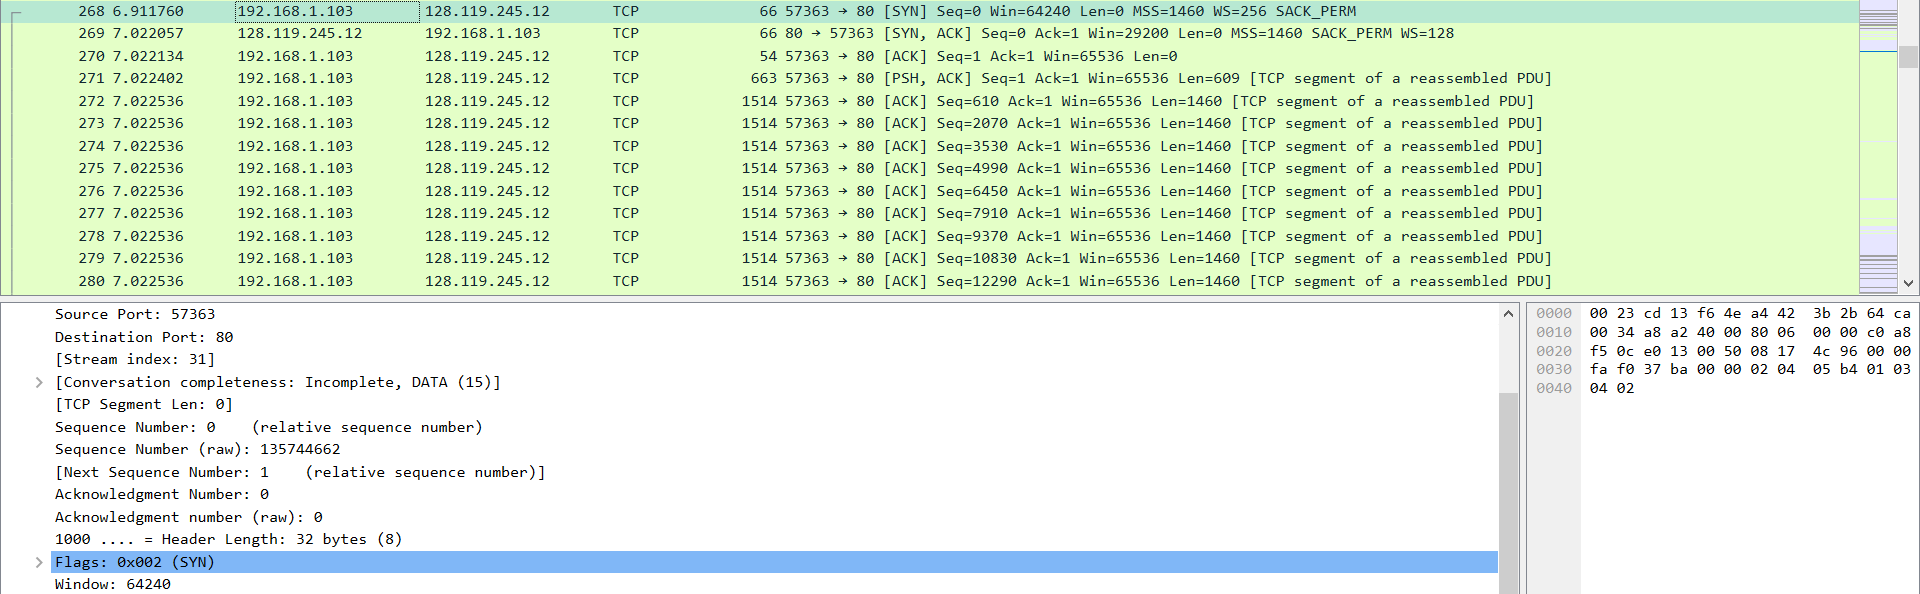 268 6.911760 192.168.1.103 128.119.245.12 TCP 66 57363 → 80 [SYN] Seq=0 Win=64240 Len=0 MSS=1460 WS=256 SACK_PERM
269 7.022057 128.119.245.12 192.168.1.103 TCP 66 80 → 57363 [SYN, ACK] Seq=0 Ack=1 Win=29200 Len=0 MSS=1460 SACK_PERM WS=128
270 7.022134 192.168.1.103 128.119.245.12 TCP 54 57363 → 80 [ACK] Seq=1 Ack=1 Win=65536 Len=0
271 7.022402 192.168.1.103 128.119.245.12 TCP 663 57363 → 80 [PSH, ACK] Seq=1 Ack=1 Win=65536 Len=609 [TCP segment of a reassembled PDU]
272 7.022536 192.168.1.103 128.119.245.12 TCP 1514 57363 → 80 [ACK] Seq=610 Ack=1 Win=65536 Len=1460 [TCP segment of a reassembled PDU]
273 7.022536 192.168.1.103 128.119.245.12 TCP 1514 57363 → 80 [ACK] Seq=2070 Ack=1 Win=65536 Len=1460 [TCP segment of a reassembled PDU]
274 7.022536 192.168.1.103 128.119.245.12 TCP 1514 57363 → 80 [ACK] Seq=3530 Ack=1 Win=65536 Len=1460 [TCP segment of a reassembled PDU]
275 7.022536 192.168.1.103 128.119.245.12 TCP 1514 57363 → 80 [ACK] Seq=4990 Ack=1 Win=65536 Len=1460 [TCP segment of a reassembled PDU]
276 7.022536 192.168.1.103 128.119.245.12 TCP 1514 57363 → 80 [ACK] Seq=6450 Ack=1 Win=65536 Len=1460 [TCP segment of a reassembled PDU]
277 7.022536 192.168.1.103 128.119.245.12 TCP 1514 57363 → 80 [ACK] Seq=7910 Ack=1 Win=65536 Len=1460 [TCP segment of a reassembled PDU]
278 7.022536 192.168.1.103 128.119.245.12 TCP 1514 57363 → 80 [ACK] Seq=9370 Ack=1 Win=65536 Len=1460 [TCP segment of a reassembled PDU]
279 7.022536 192.168.1.103 128.119.245.12 TCP 1514 57363 → 80 [ACK] Seq=10830 Ack=1 Win=65536 Len=1460 [TCP segment of a reassembled PDU]
280 7.022536 192.168.1.103 128.119.245.12 TCP 1514 57363 → 80 [ACK] Seq=12290 Ack=1 Win=65536 Len=1460 [TCP segment of a reassembled PDU]
Source Port: 57363
Destination Port: 80
[Stream index: 31]
[Conversation completeness: Incomplete, DATA (15)]
[TCP Segment Len: 0]
Sequence Number: 0 (relative sequence number)
Sequence Number (raw): 135744662
[Next Sequence Number: 1 (relative sequence number)]
Acknowledgment Number: 0
Acknowledgment number (raw): 0
1000 .... = Header Length: 32 bytes (8)
Flags: 0x002 (SYN)
Window: 64240
0000 00 23 cd 13 f6 4e a4 42 3b 2b 64 ca
0010 00 34 a8 a2 40 00 80 06 00 00 c0 a8
0020 f5 0c e0 13 00 50 08 17 4c 96 00 00
0030 fa f0 37 ba 00 00 02 04 05 b4 01 03
0040 04 02